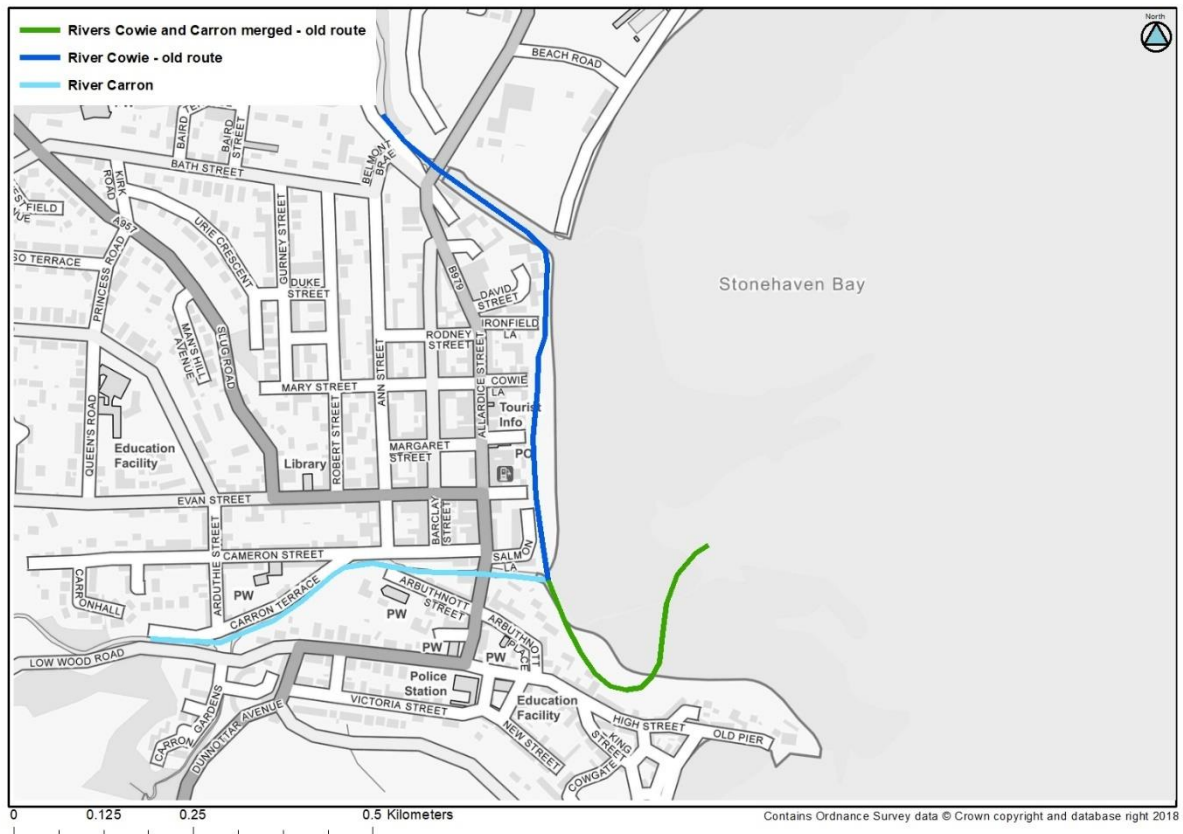 Rivers Cowie and Carron merged - old route
River Cowie - old route
River Carron
North
BEACH ROAD
BAIRD
BAIRD
STREET
BELMONT
BRAE
BATH STREET
KIRK
ROAD
FIELD
A957
URIE CRESCENT
GURNEY STREET
SO TERRACE
PRINCESS ROAD
B979
DUKE
STREET
DAVID
STREET
Stonehaven Bay
IRONFIELD
LA
RODNEY
STREET
MAN'S HILL
AVENUE
SLUG ROAD
ANN STREET
ALLARDICE STREET
MARY STREET
COWIE
LA
Tourist
Info
QUEEN'S ROAD
ROBERT STREET
MARGARET
STREET
PO
Education
Facility
Library
EVAN STREET
BARCLAY
STREET
ARDUTHIE STREET
CAMERON STREET
SALMON
LA
CARRONHALL
PW
CARRON TERRACE
ARBUTHNOTT
STREET
PW
ARBUTHNOTT
PLACE
PW
PW
LOW WOOD ROAD
Police
Station
Education
Facility
VICTORIA STREET
NEW STREET
CARRON
GARDENS
DUNNOTTAR AVENUE
HIGH STREET
OLD PIER
KING
STREET
COWGATE
0 0.125 0.25 0.5 Kilometers
Contains Ordnance Survey data © Crown copyright and database right 2018